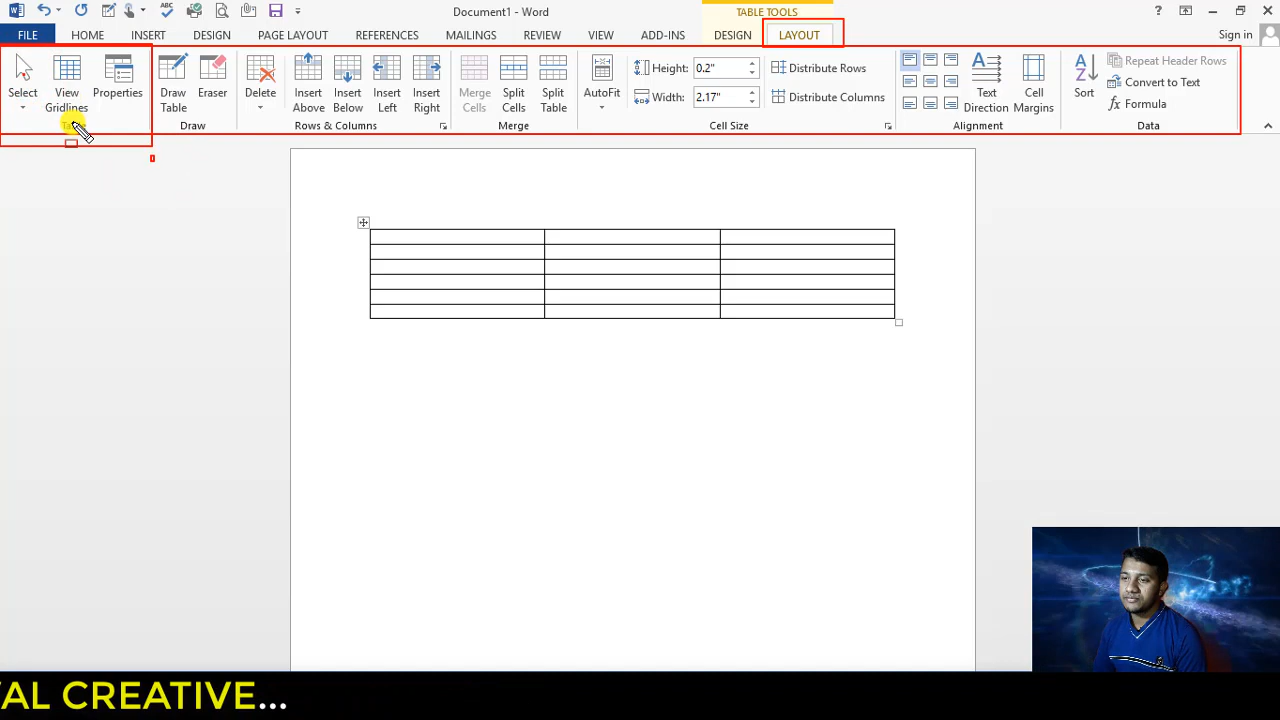 Document1 - Word
TABLE TOOLS
Sign in
FILE HOME INSERT DESIGN PAGE LAYOUT REFERENCES MAILINGS REVIEW VIEW ADD-INS DESIGN LAYOUT
Select
View Gridlines
Properties
Draw Table
Eraser
Draw
Delete
Insert Above
Insert Below
Insert Left
Insert Right
Rows & Columns
Merge Cells
Split Cells
Split Table
Merge
AutoFit
Height: 0.2"
Width: 2.17"
Distribute Rows
Distribute Columns
Cell Size
Text Direction
Cell Margins
Alignment
Sort
Repeat Header Rows
Convert to Text
Formula
Data
VAL CREATIVE...